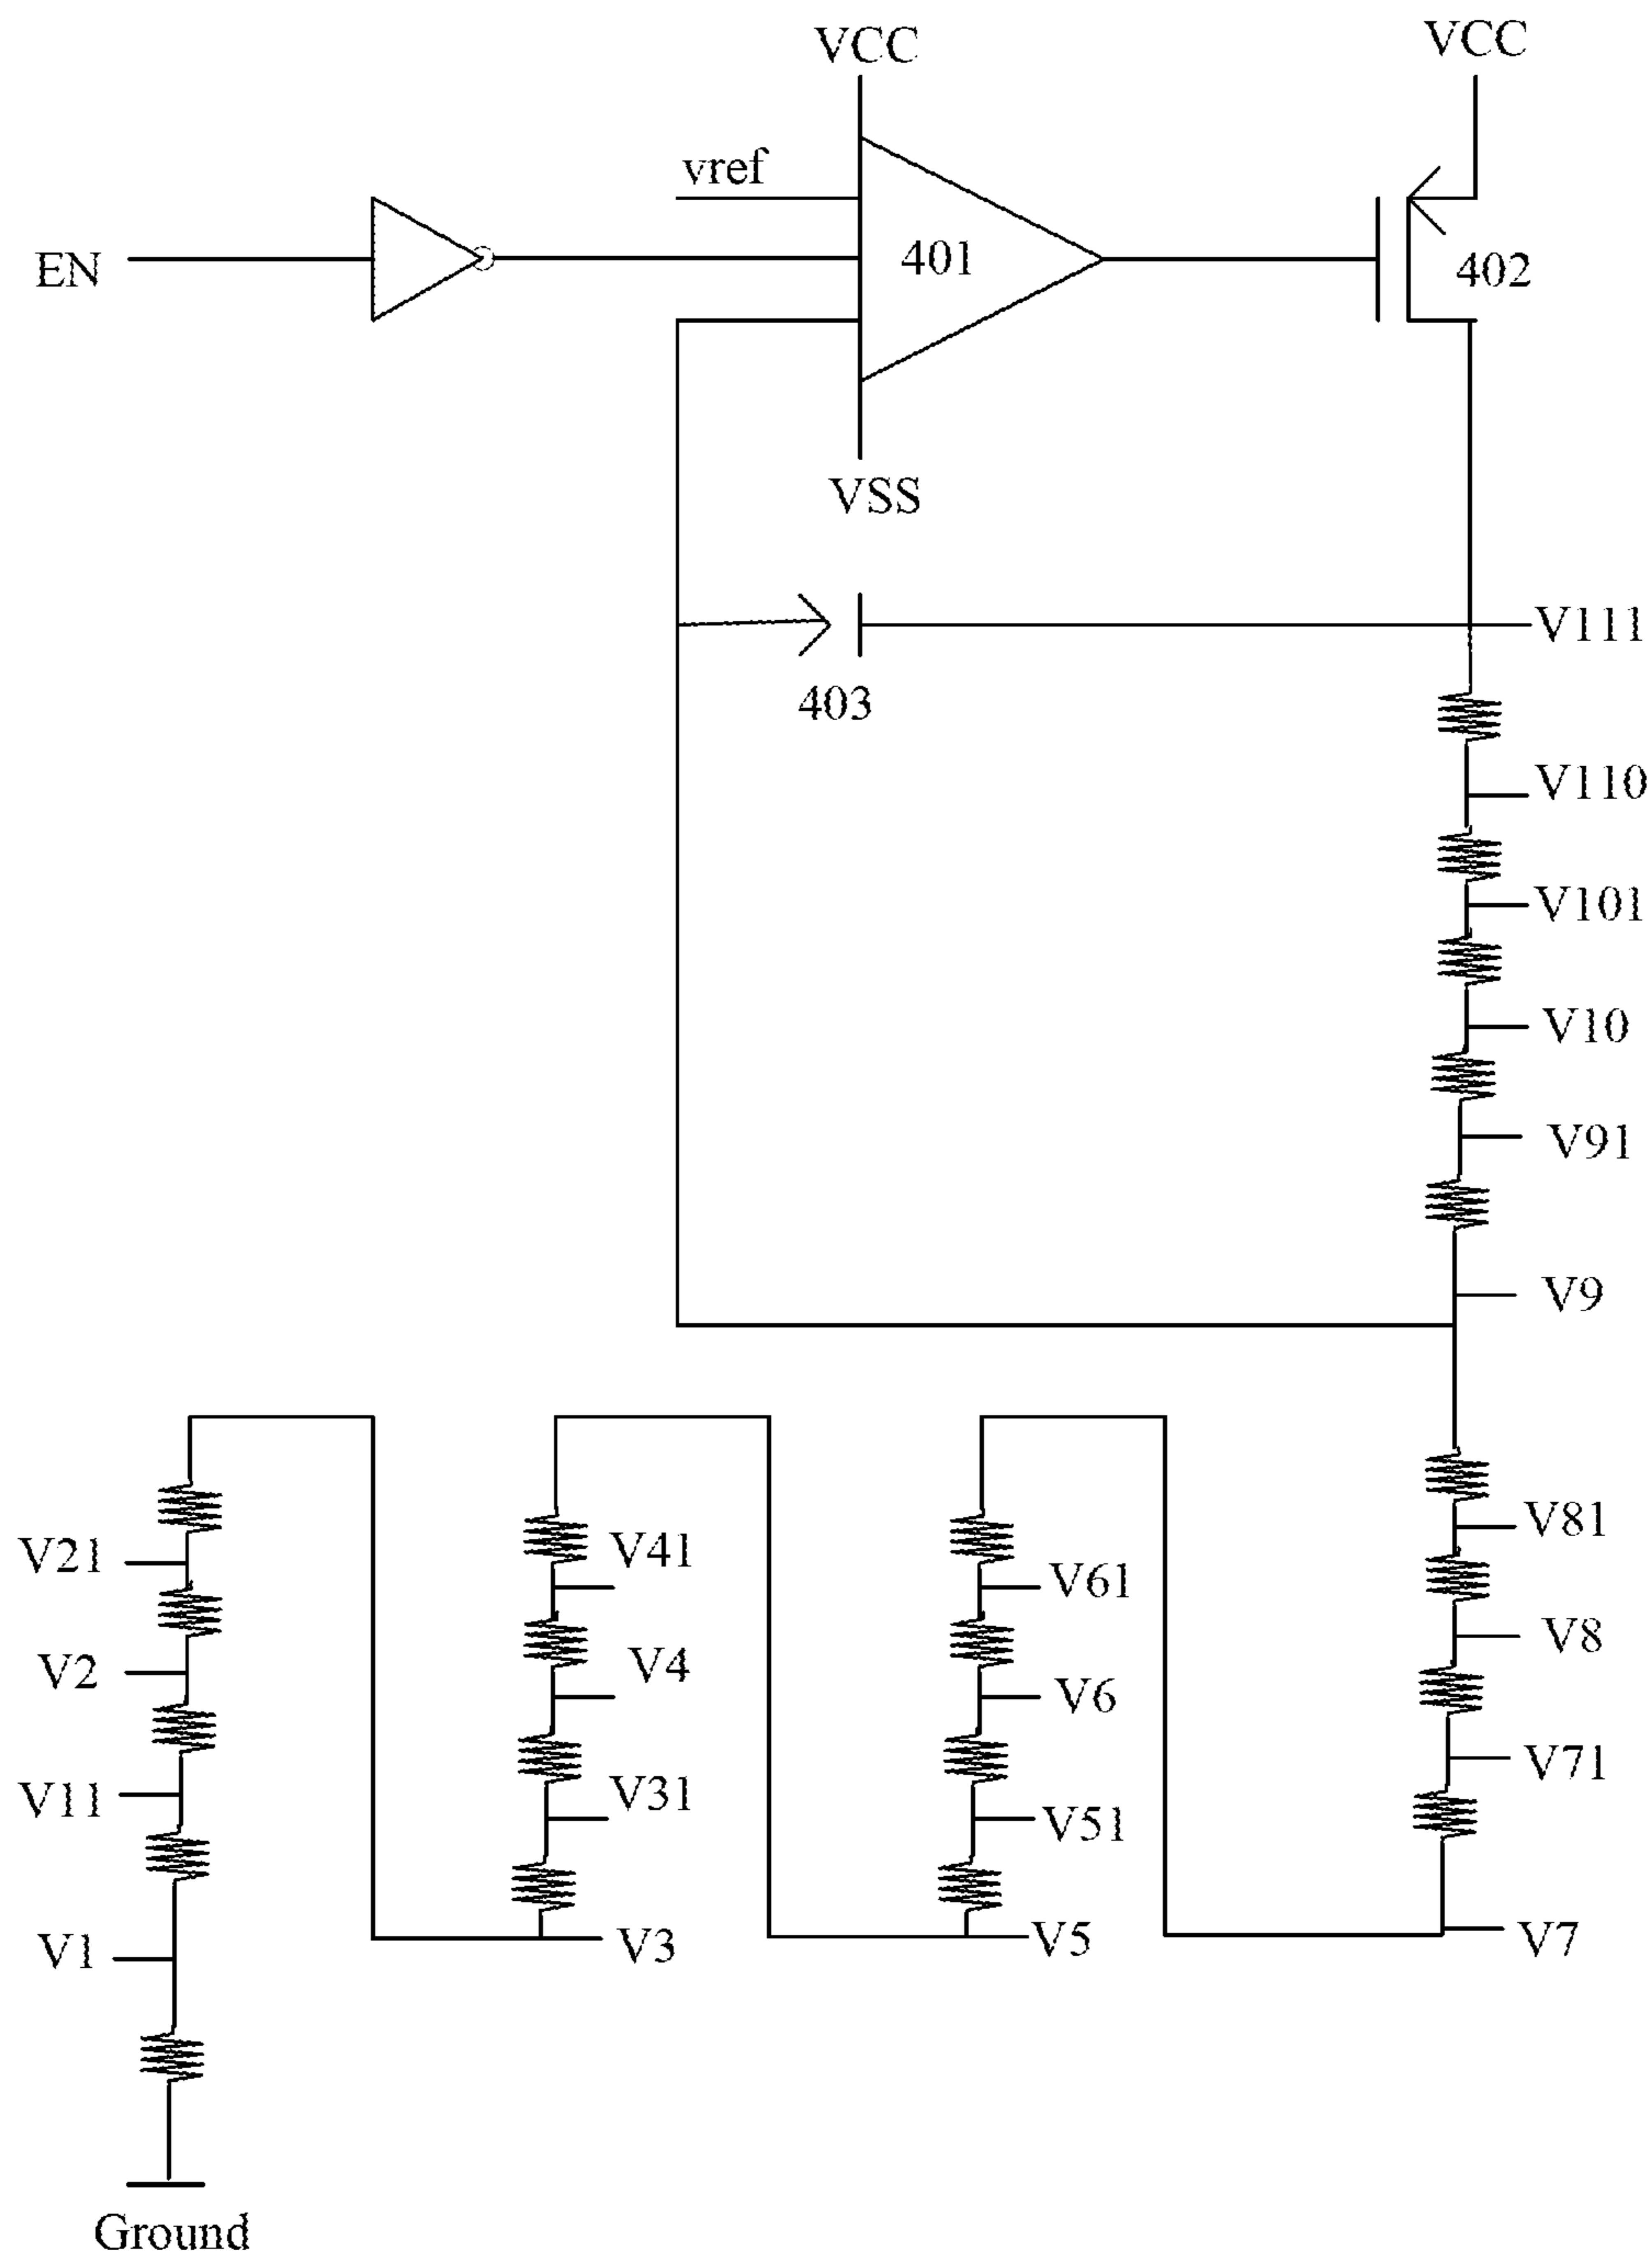 VCC
VCC
vref
EN
401
402
VSS
V111
403
V110
V101
V10
V91
V9
V81
V21
V41
V61
V8
V2
V4
V6
V71
V11
V31
V51
V1
V3
V5
V7
Ground